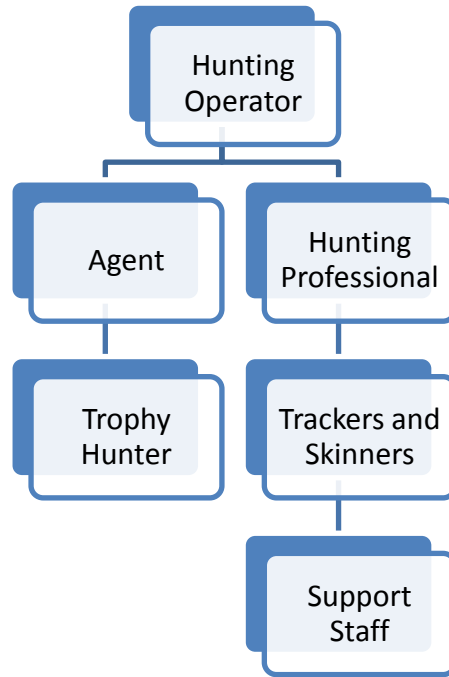 Hunting
Operator
Agent
Hunting
Professional
Trophy
Hunter
Trackers and
Skinners
Support
Staff